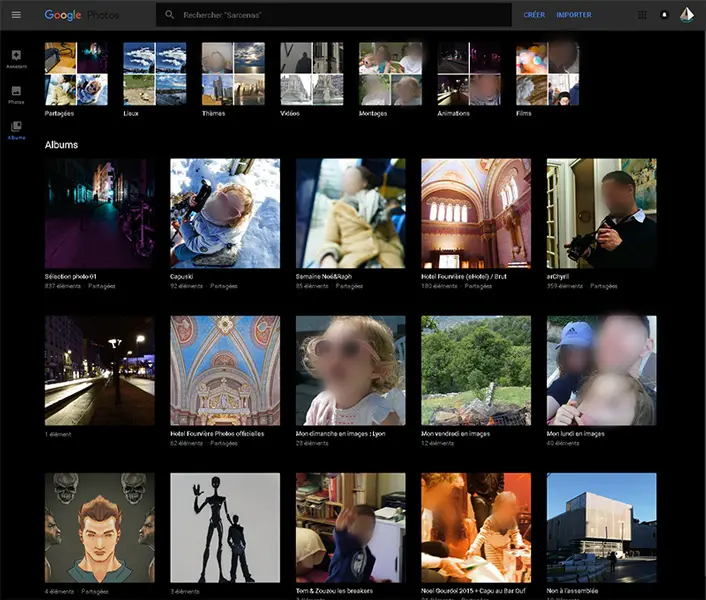 Google Photos
Rechercher "Sarcenas"
CRÉER
IMPORTER
Assistant
Photos
Albums
Partagées
Lieux
Thèmes
Vidéos
Montages
Animations
Films
Albums
Sélection photo 01
837 éléments · Partagées
Capuski
92 éléments · Partagées
Semaine Noé&Raph
85 éléments · Partagées
Hotel Fourvière (eHotel) / Brut
180 éléments · Partagées
arChyril
359 éléments · Partagées
1 élément
Hotel Fourvière Photos officielles
62 éléments · Partagées
Mon dimanche en images : Lyon
23 éléments
Mon vendredi en images
12 éléments
Mon lundi en images
40 éléments
4 éléments · Partagées
3 éléments
Tom & Zouzou les breakers
Noel Gourdol 2015 + Capu au Bar Ouf
Non à l'assemblée